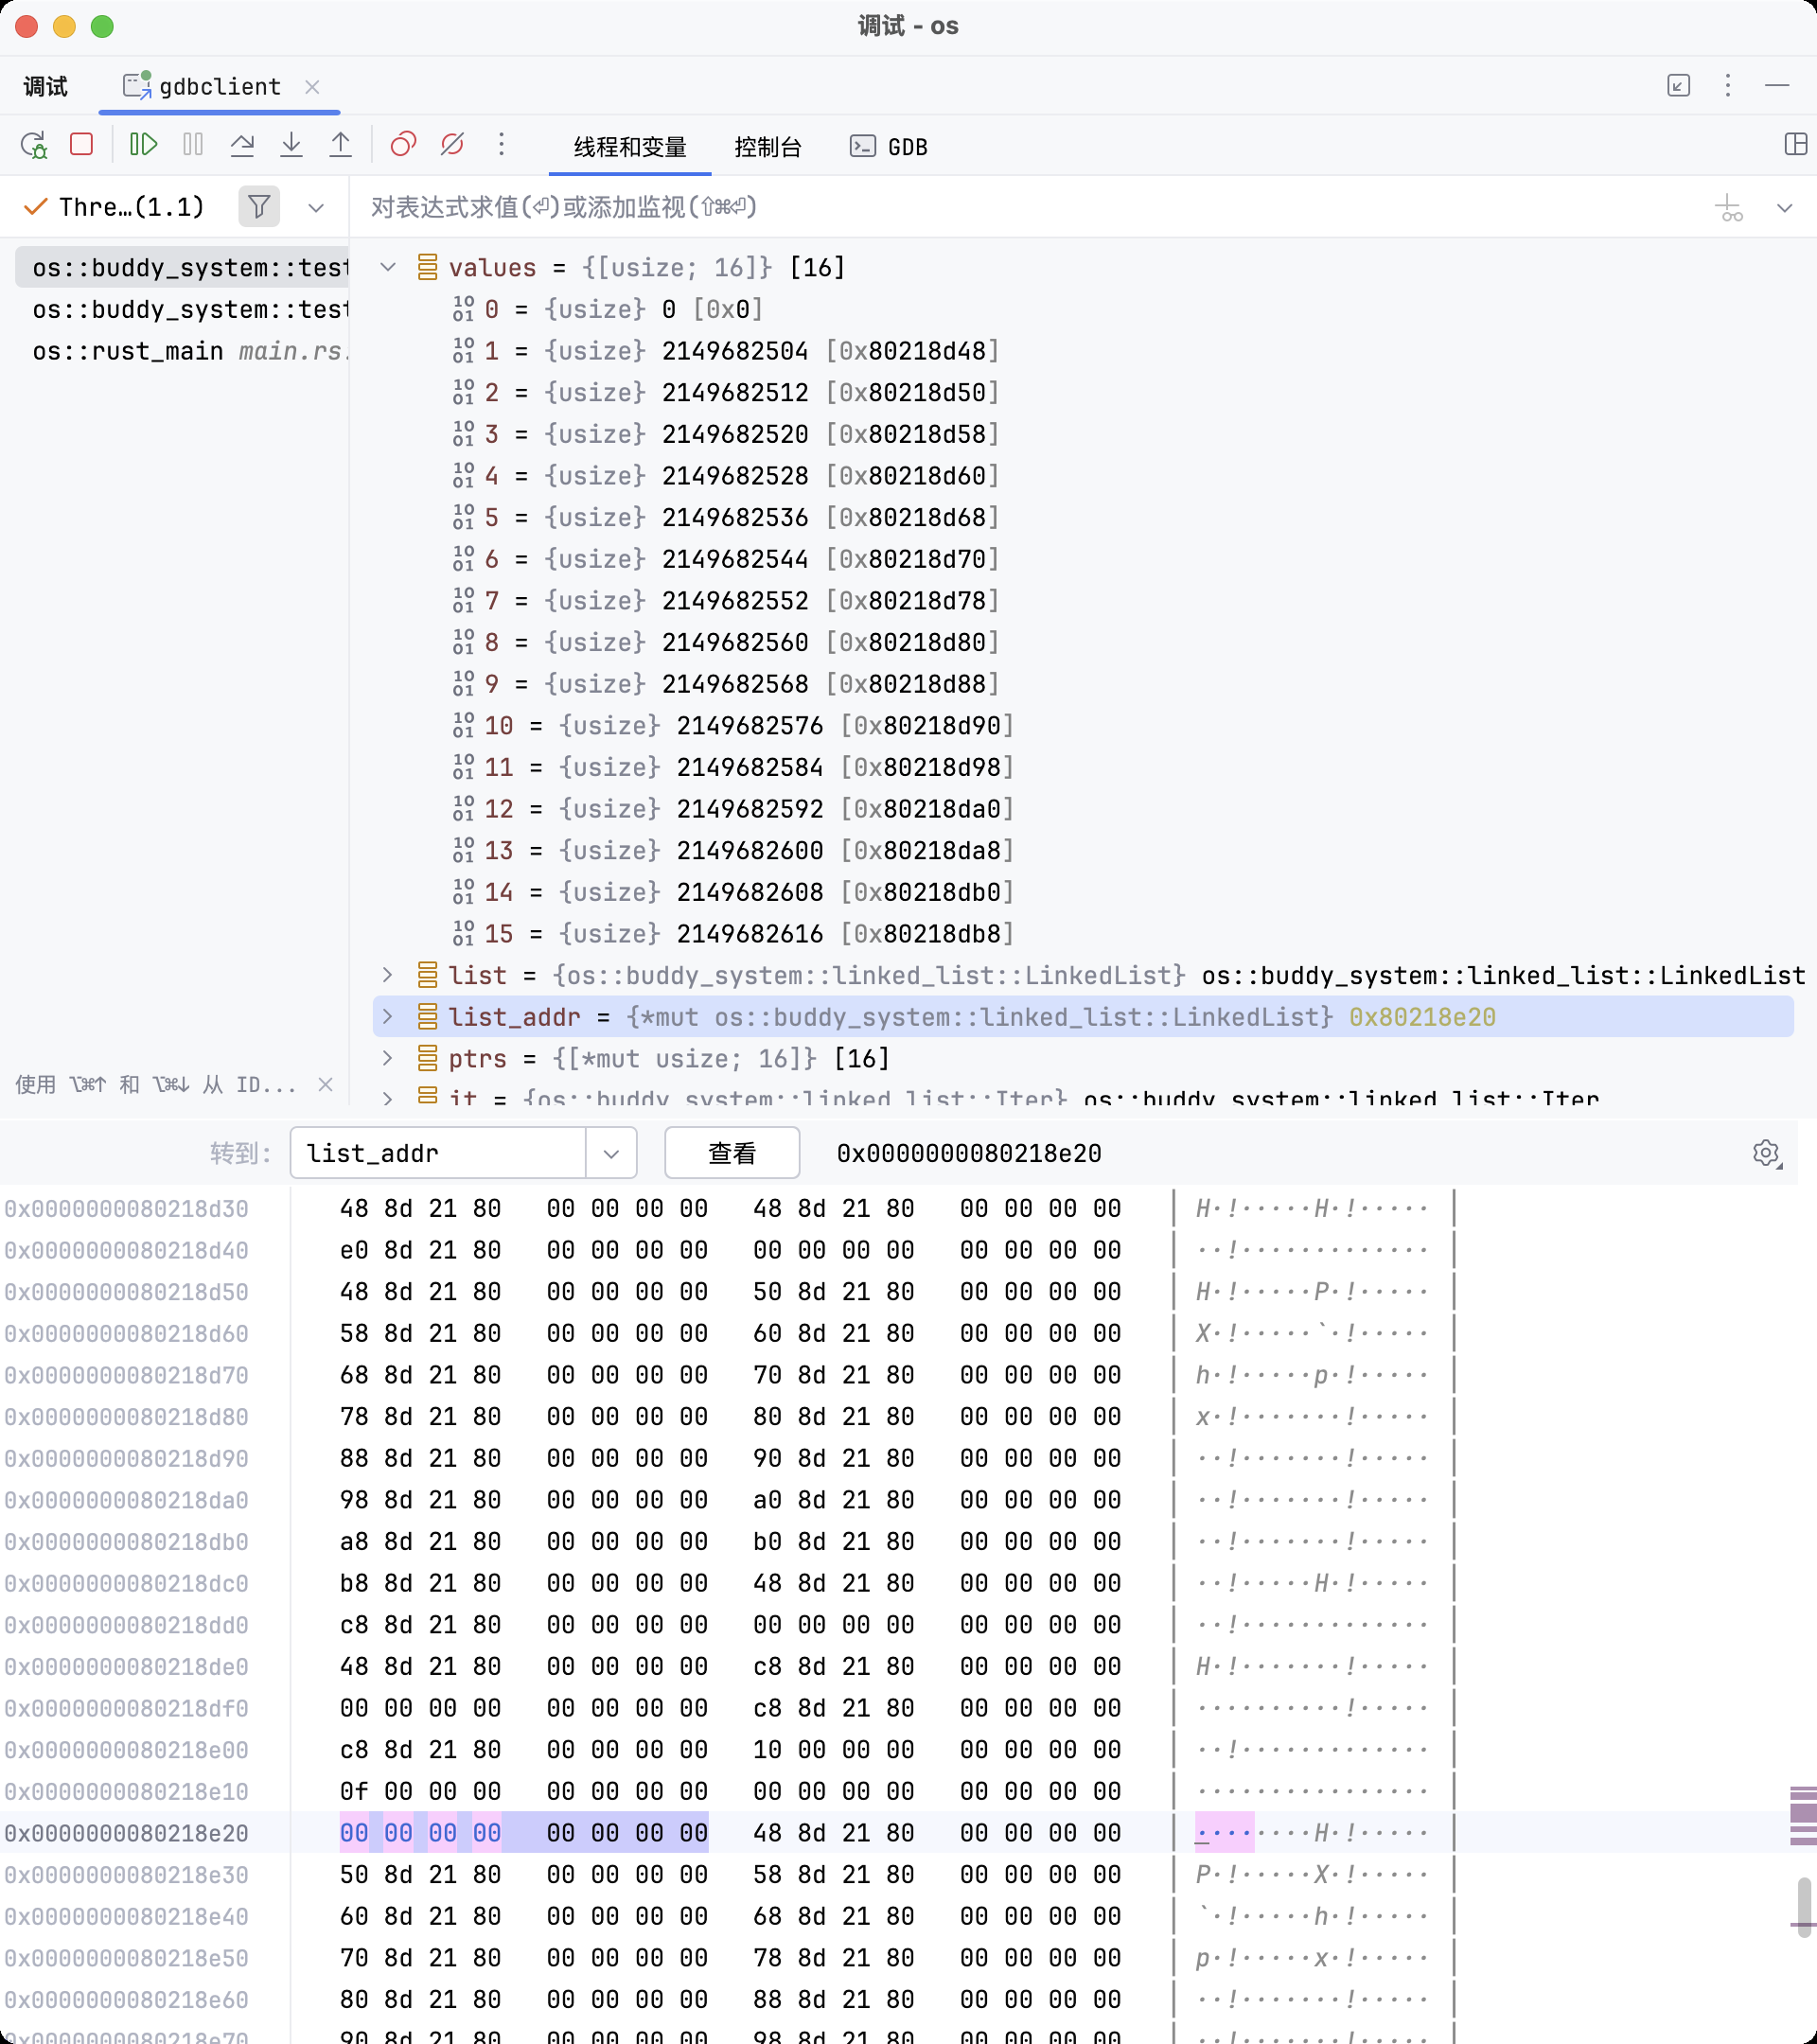 调试 - os
调试 gdbclient
线程和变量 控制台 GDB
Thre…(1.1) 对表达式求值(⏎)或添加监视(⇧⌘⏎)
os::buddy_system::test
os::buddy_system::test
os::rust_main main.rs.
values = {[usize; 16]} [16]
0 = {usize} 0 [0x0]
1 = {usize} 2149682504 [0x80218d48]
2 = {usize} 2149682512 [0x80218d50]
3 = {usize} 2149682520 [0x80218d58]
4 = {usize} 2149682528 [0x80218d60]
5 = {usize} 2149682536 [0x80218d68]
6 = {usize} 2149682544 [0x80218d70]
7 = {usize} 2149682552 [0x80218d78]
8 = {usize} 2149682560 [0x80218d80]
9 = {usize} 2149682568 [0x80218d88]
10 = {usize} 2149682576 [0x80218d90]
11 = {usize} 2149682584 [0x80218d98]
12 = {usize} 2149682592 [0x80218da0]
13 = {usize} 2149682600 [0x80218da8]
14 = {usize} 2149682608 [0x80218db0]
15 = {usize} 2149682616 [0x80218db8]
list = {os::buddy_system::linked_list::LinkedList} os::buddy_system::linked_list::LinkedList
list_addr = {*mut os::buddy_system::linked_list::LinkedList} 0x80218e20
ptrs = {[*mut usize; 16]} [16]
it = {os::buddy_system::linked_list::Iter} os::buddy_system::linked_list::Iter
使用 ⌥⌘↑ 和 ⌥⌘↓ 从 ID...
转到: list_addr 查看 0x0000000080218e20
0x0000000080218d30 48 8d 21 80 00 00 00 00 48 8d 21 80 00 00 00 00 H·!·····H·!·····
0x0000000080218d40 e0 8d 21 80 00 00 00 00 00 00 00 00 00 00 00 00 ··!·············
0x0000000080218d50 48 8d 21 80 00 00 00 00 50 8d 21 80 00 00 00 00 H·!·····P·!·····
0x0000000080218d60 58 8d 21 80 00 00 00 00 60 8d 21 80 00 00 00 00 X·!·····`·!·····
0x0000000080218d70 68 8d 21 80 00 00 00 00 70 8d 21 80 00 00 00 00 h·!·····p·!·····
0x0000000080218d80 78 8d 21 80 00 00 00 00 80 8d 21 80 00 00 00 00 x·!·······!·····
0x0000000080218d90 88 8d 21 80 00 00 00 00 90 8d 21 80 00 00 00 00 ··!·······!·····
0x0000000080218da0 98 8d 21 80 00 00 00 00 a0 8d 21 80 00 00 00 00 ··!·······!·····
0x0000000080218db0 a8 8d 21 80 00 00 00 00 b0 8d 21 80 00 00 00 00 ··!·······!·····
0x0000000080218dc0 b8 8d 21 80 00 00 00 00 48 8d 21 80 00 00 00 00 ··!·····H·!·····
0x0000000080218dd0 c8 8d 21 80 00 00 00 00 00 00 00 00 00 00 00 00 ··!·············
0x0000000080218de0 48 8d 21 80 00 00 00 00 c8 8d 21 80 00 00 00 00 H·!·······!·····
0x0000000080218df0 00 00 00 00 00 00 00 00 c8 8d 21 80 00 00 00 00 ··········!·····
0x0000000080218e00 c8 8d 21 80 00 00 00 00 10 00 00 00 00 00 00 00 ··!·············
0x0000000080218e10 0f 00 00 00 00 00 00 00 00 00 00 00 00 00 00 00 ················
0x0000000080218e20 00 00 00 00 00 00 00 00 48 8d 21 80 00 00 00 00 ········H·!·····
0x0000000080218e30 50 8d 21 80 00 00 00 00 58 8d 21 80 00 00 00 00 P·!·····X·!·····
0x0000000080218e40 60 8d 21 80 00 00 00 00 68 8d 21 80 00 00 00 00 `·!·····h·!·····
0x0000000080218e50 70 8d 21 80 00 00 00 00 78 8d 21 80 00 00 00 00 p·!·····x·!·····
0x0000000080218e60 80 8d 21 80 00 00 00 00 88 8d 21 80 00 00 00 00 ··!·······!·····
0x0000000080218e70 90 8d 21 80 00 00 00 00 98 8d 21 80 00 00 00 00 ··!·······!·····